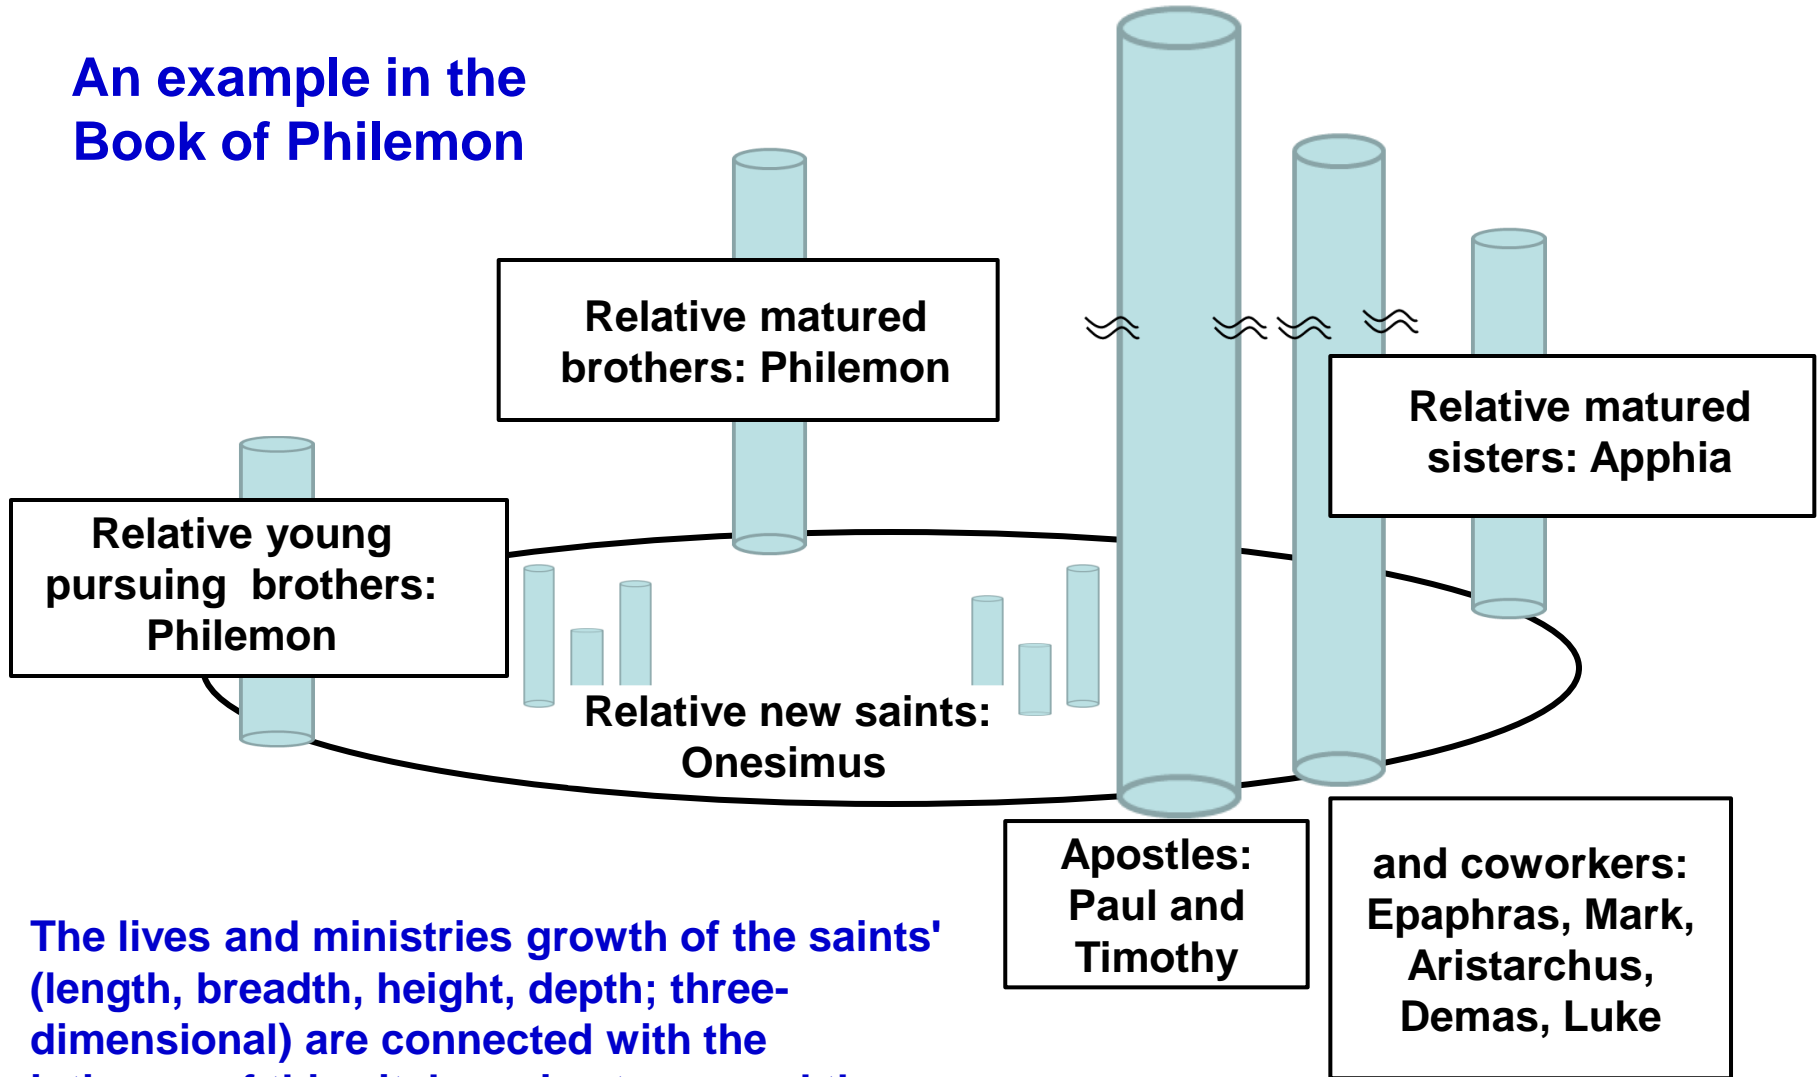 An example in the
Book of Philemon
Relative matured
brothers: Philemon
Relative matured
sisters: Apphia
Relative young
pursuing brothers:
Philemon
Relative new saints:
Onesimus
Apostles:
Paul and
Timothy
and coworkers:
Epaphras, Mark,
Aristarchus,
Demas, Luke
The lives and ministries growth of the saints'
(length, breadth, height, depth; three-
dimensional) are connected with the